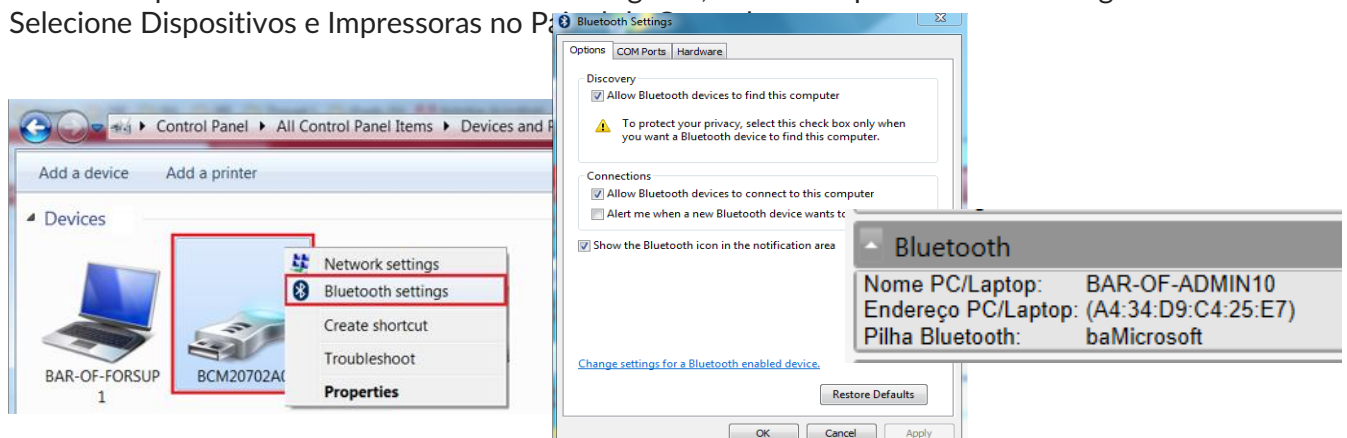 Selecione Dispositivos e Impressoras no
Control Panel ▸ All Control Panel Items ▸ Devices and
Add a device Add a printer
Devices
BAR-OF-FORSUP
1
Network settings
Bluetooth settings
Create shortcut
Troubleshoot
Properties
Bluetooth Settings
Options COM Ports Hardware
Discovery
Allow Bluetooth devices to find this computer
To protect your privacy, select this check box only when
you want a Bluetooth device to find this computer.
Connections
Allow Bluetooth devices to connect to this computer
Alert me when a new Bluetooth device wants to
Show the Bluetooth icon in the notification area
Change settings for a Bluetooth enabled device.
Restore Defaults
OK Cancel Apply
Bluetooth
Nome PC/Laptop: BAR-OF-ADMIN10
Endereço PC/Laptop: (A4:34:D9:C4:25:E7)
Pilha Bluetooth: baMicrosoft